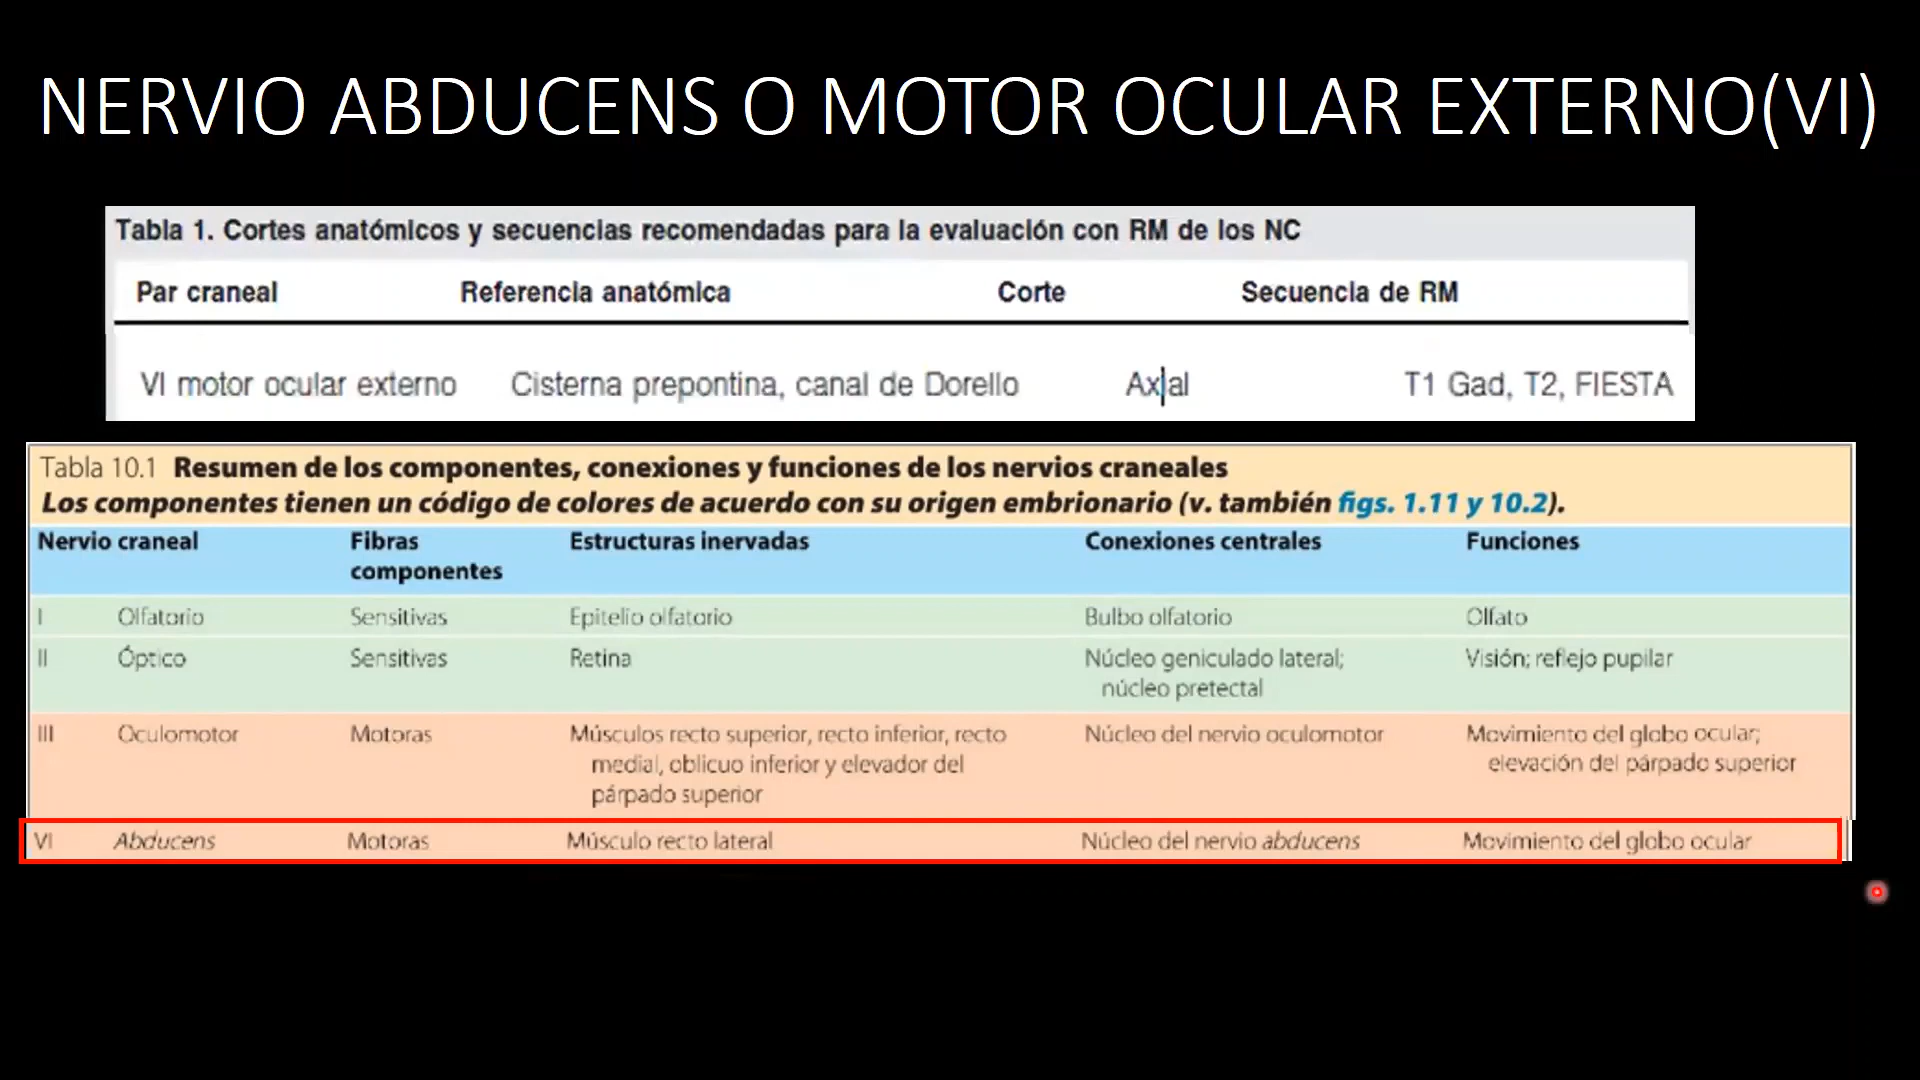 NERVIO ABDUCENS O MOTOR OCULAR EXTERNO(VI)
Tabla 1. Cortes anatómicos y secuencias recomendadas para la evaluación con RM de los NC
Par craneal Referencia anatómica Corte Secuencia de RM
VI motor ocular externo Cisterna prepontina, canal de Dorello Axial T1 Gad, T2, FIESTA
Tabla 10.1 Resumen de los componentes, conexiones y funciones de los nervios craneales
Los componentes tienen un código de colores de acuerdo con su origen embrionario (v. también figs. 1.11 y 10.2).
Nervio craneal Fibras Estructuras inervadas Conexiones centrales Funciones
componentes
I Olfatorio Sensitivas Epitelio olfatorio Bulbo olfatorio Olfato
II Óptico Sensitivas Retina Núcleo geniculado lateral; Visión; reflejo pupilar
núcleo pretectal
III Oculomotor Motoras Músculos recto superior, recto inferior, recto Núcleo del nervio oculomotor Movimiento del globo ocular;
medial, oblicuo inferior y elevador del elevación del párpado superior
párpado superior
VI Abducens Motoras Músculo recto lateral Núcleo del nervio abducens Movimiento del globo ocular